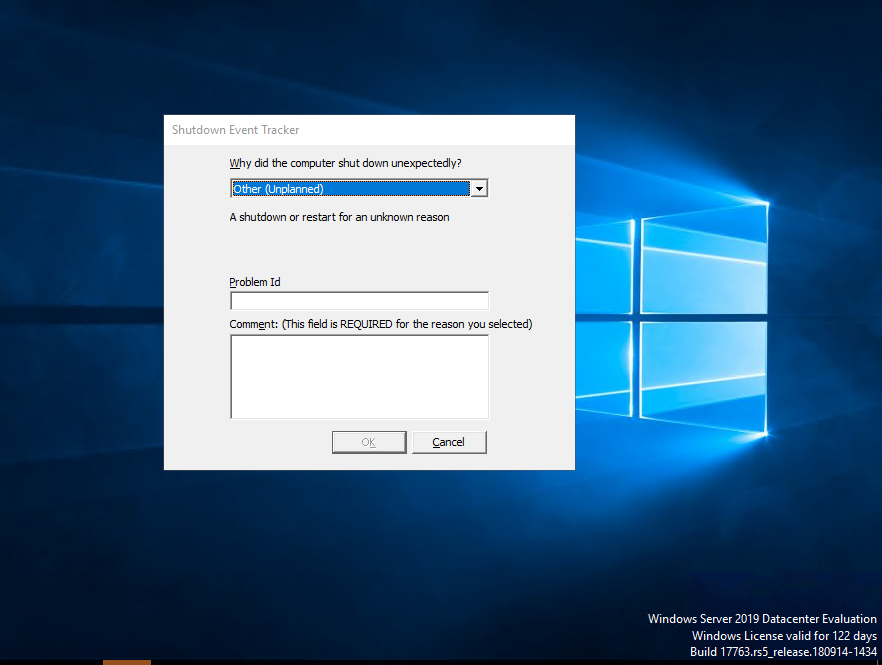 Shutdown Event Tracker
Why did the computer shut down unexpectedly?
Other (Unplanned)
A shutdown or restart for an unknown reason
Problem Id
Comment: (This field is REQUIRED for the reason you selected)
OK
Cancel
Windows Server 2019 Datacenter Evaluation
Windows License valid for 122 days
Build 17763.rs5_release.180914-1434